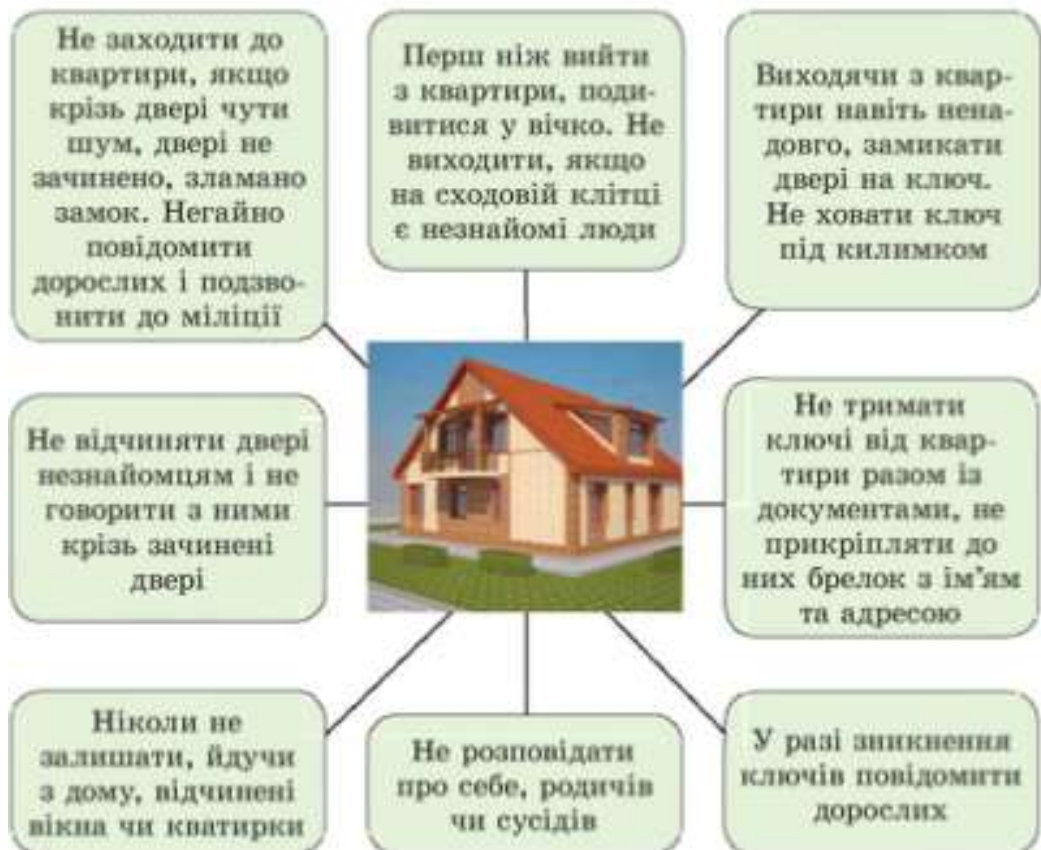 Не заходити до
квартири, якщо
крізь двері чути
шум, двері не
зачинено, зламано
замок. Негайно
повідомити
дорослих і подзво-
нити до міліції
Перш ніж вийти
з квартири, поди-
витися у вічко. Не
виходити, якщо
на сходовій клітці
є незнайомі люди
Виходячи з квар-
тири навіть нена-
довго, замикати
двері на ключ.
Не ховати ключ
під килимком
Не відчиняти двері
незнайомцям і не
говорити з ними
крізь зачинені
двері
Не тримати
ключі від квар-
тири разом із
документами, не
прикріпляти до
них брелок з ім’ям
та адресою
Ніколи не
залишати, йдучи
з дому, відчинені
вікна чи кватирки
Не розповідати
про себе, родичів
чи сусідів
У разі зникнення
ключів повідомити
дорослих